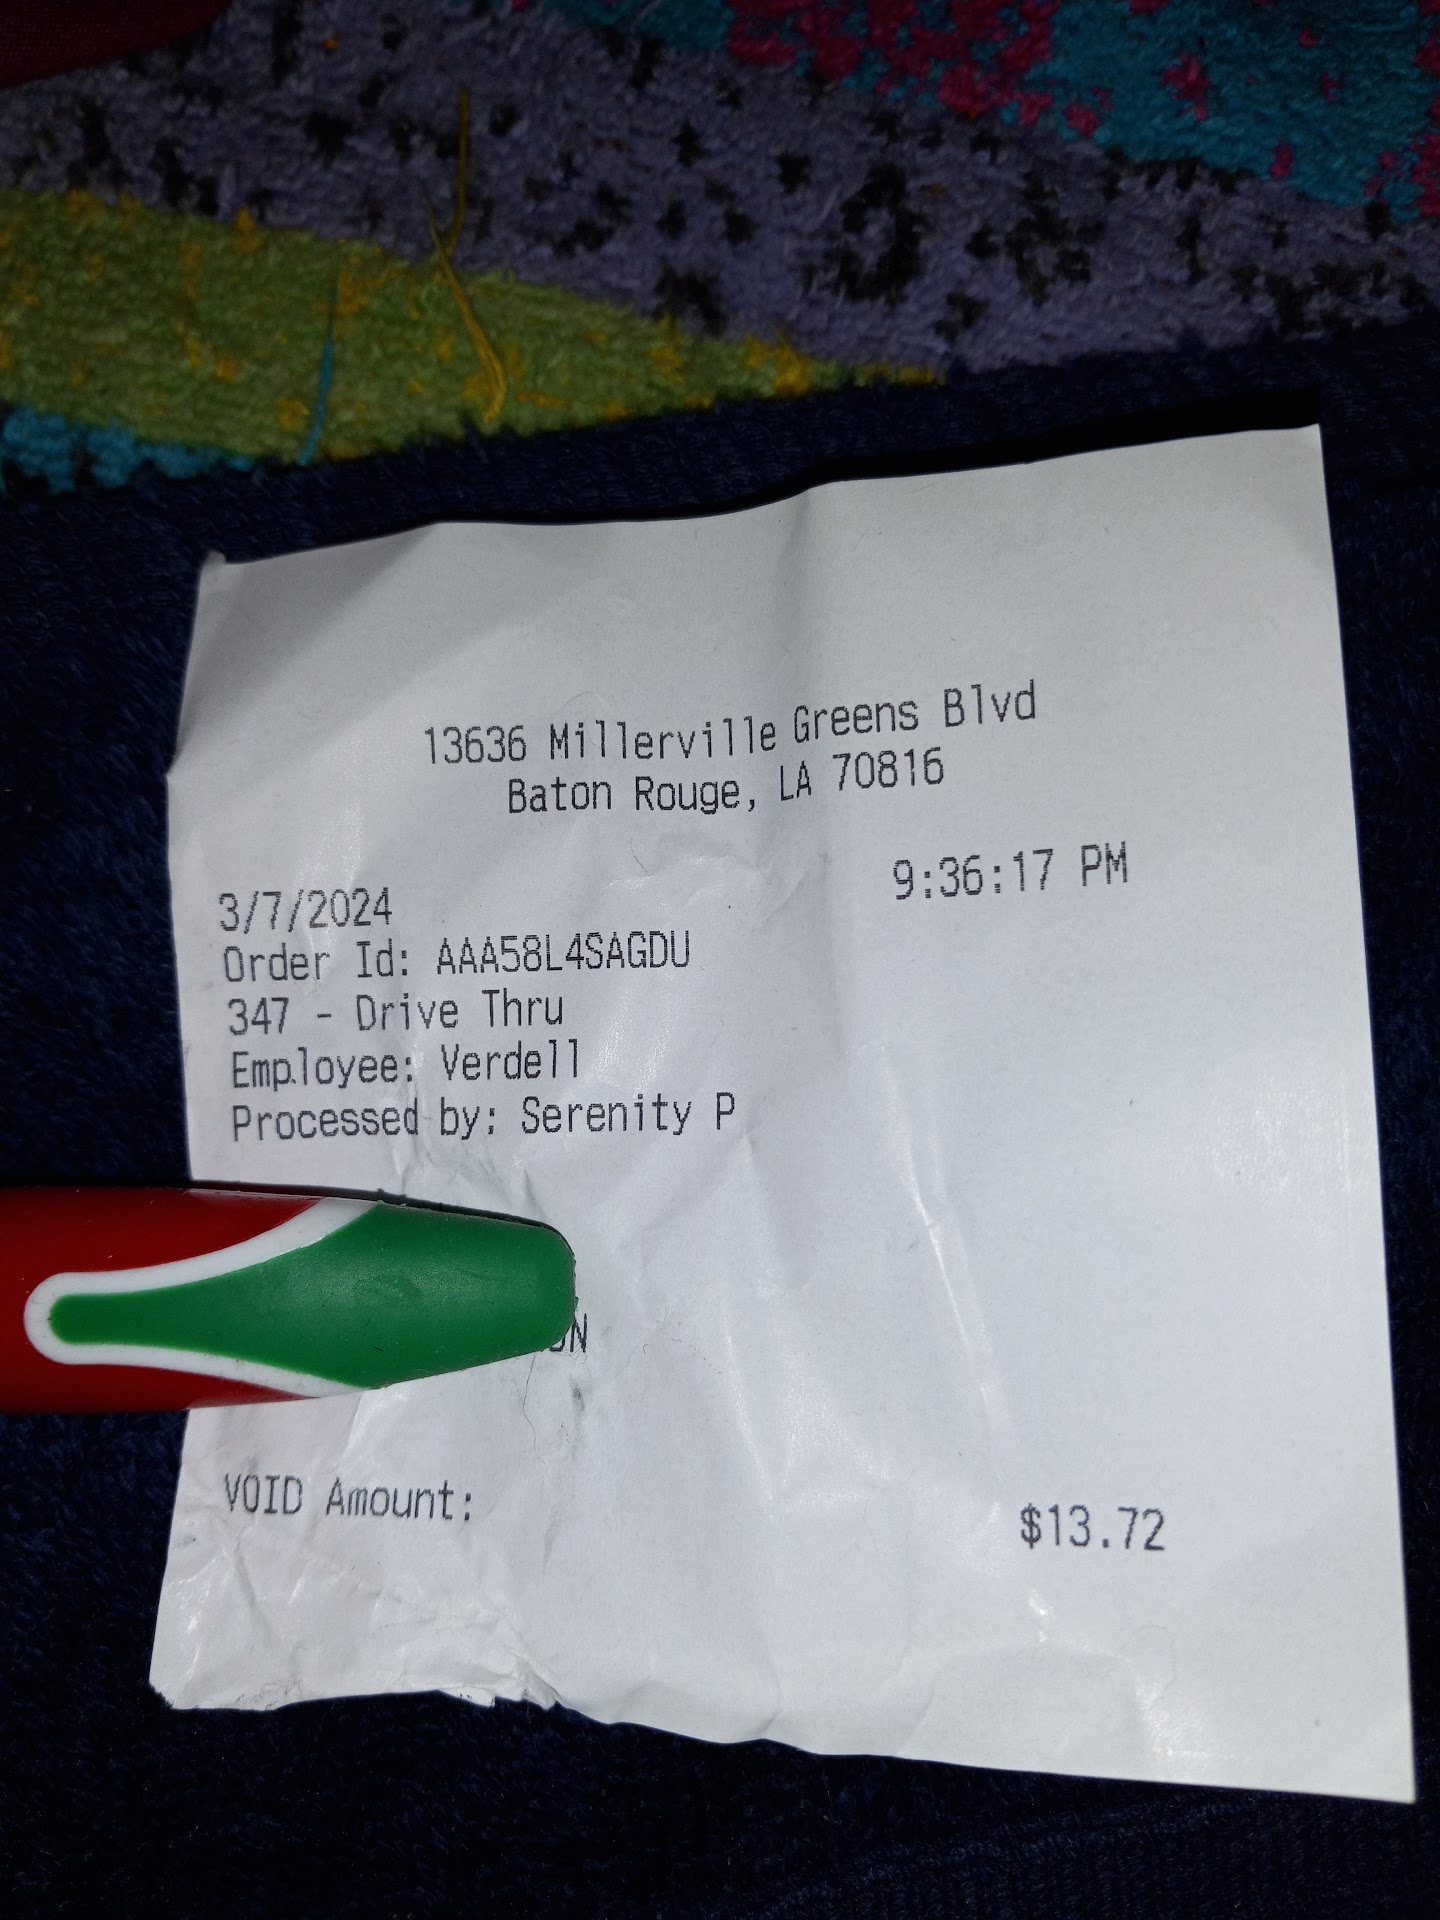 13636 Millerville Greens Blvd
Baton Rouge, LA 70816
3/7/2024 9:36:17 PM
Order Id: AAA58L4SAGDU
347 - Drive Thru
Employee: Verdell
Processed by: Serenity P
VOID Amount: $13.72